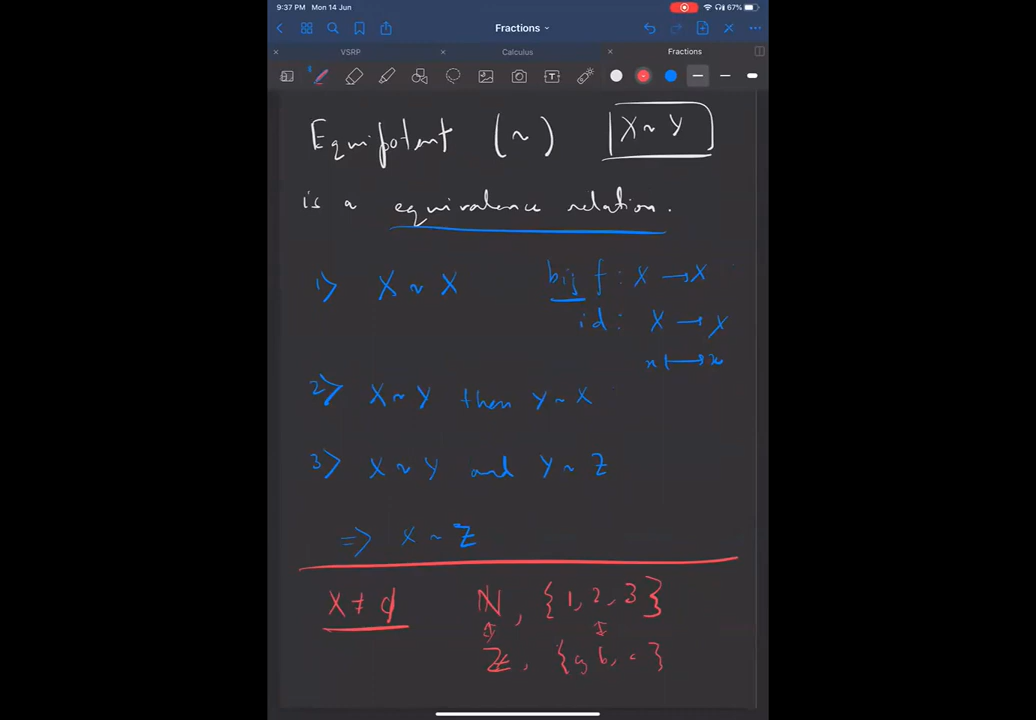 9:37 PM Mon 14 Jun 67%
Fractions
VSRP Calculus Fractions
Equipotent (~) X ~ Y
is a equivalence relation.
1) X ~ X bij f : X → X
id : X → X
x ↦ x
2) X ~ Y then Y ~ X
3) X ~ Y and Y ~ Z
=> X ~ Z
X ≠ ϕ ℕ, {1, 2, 3}
↕ ↕
ℤ, {a, b, c}